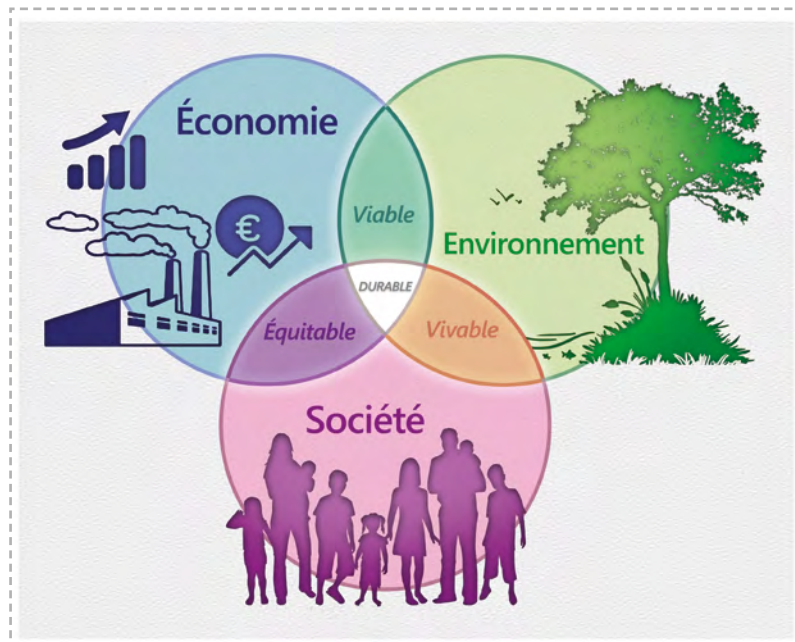 Économie
Viable
€
Environnement
DURABLE
Équitable
Vivable
Société